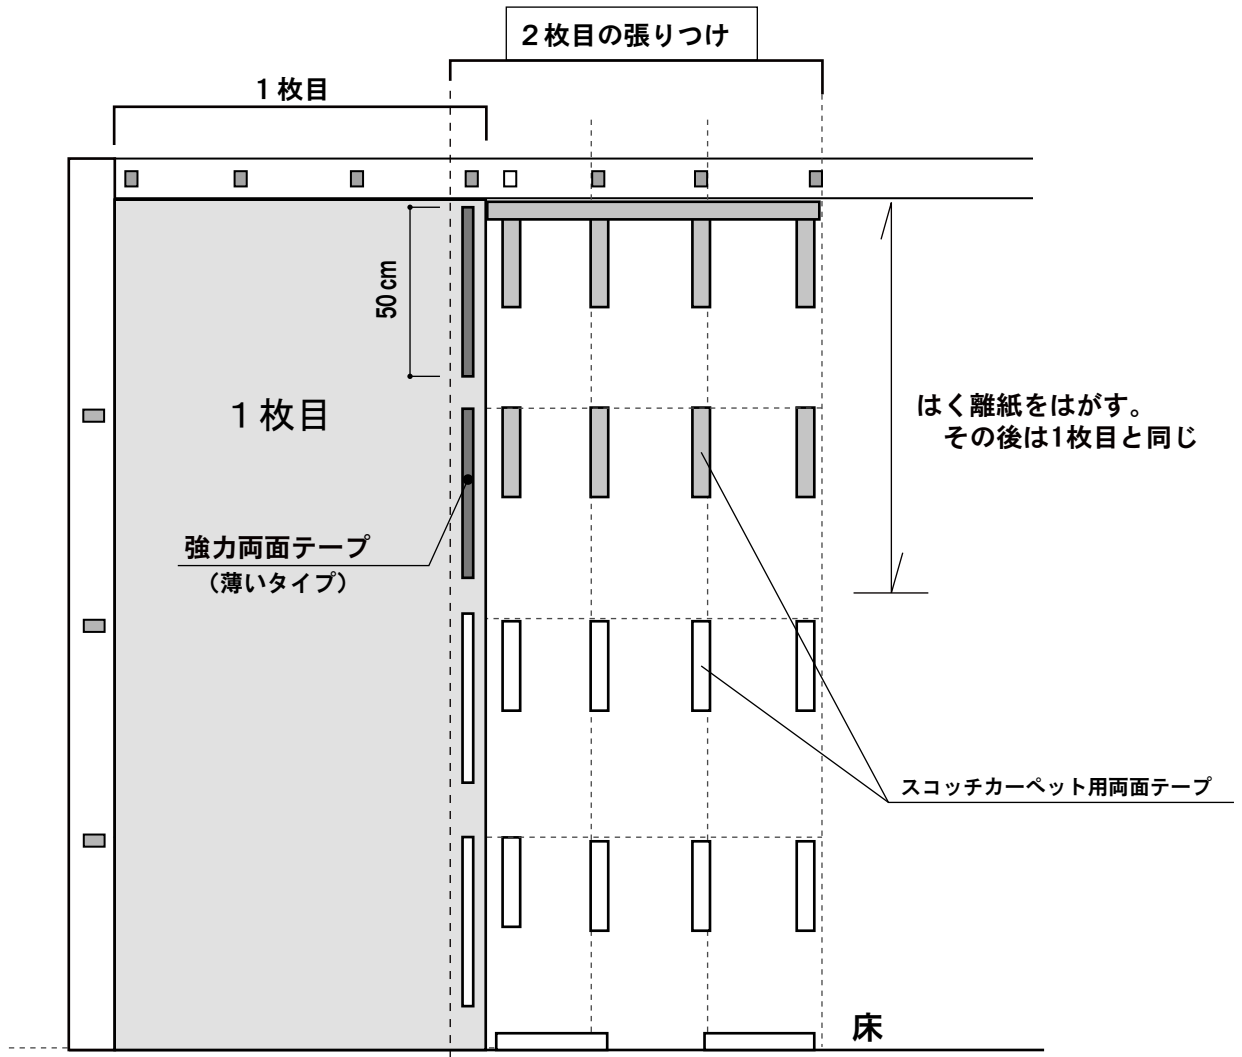 ２枚目の張りつけ
１枚目
50cm
１枚目
はく離紙をはがす。
その後は1枚目と同じ
強力両面テープ
（薄いタイプ）
スコッチカーペット用両面テープ
床